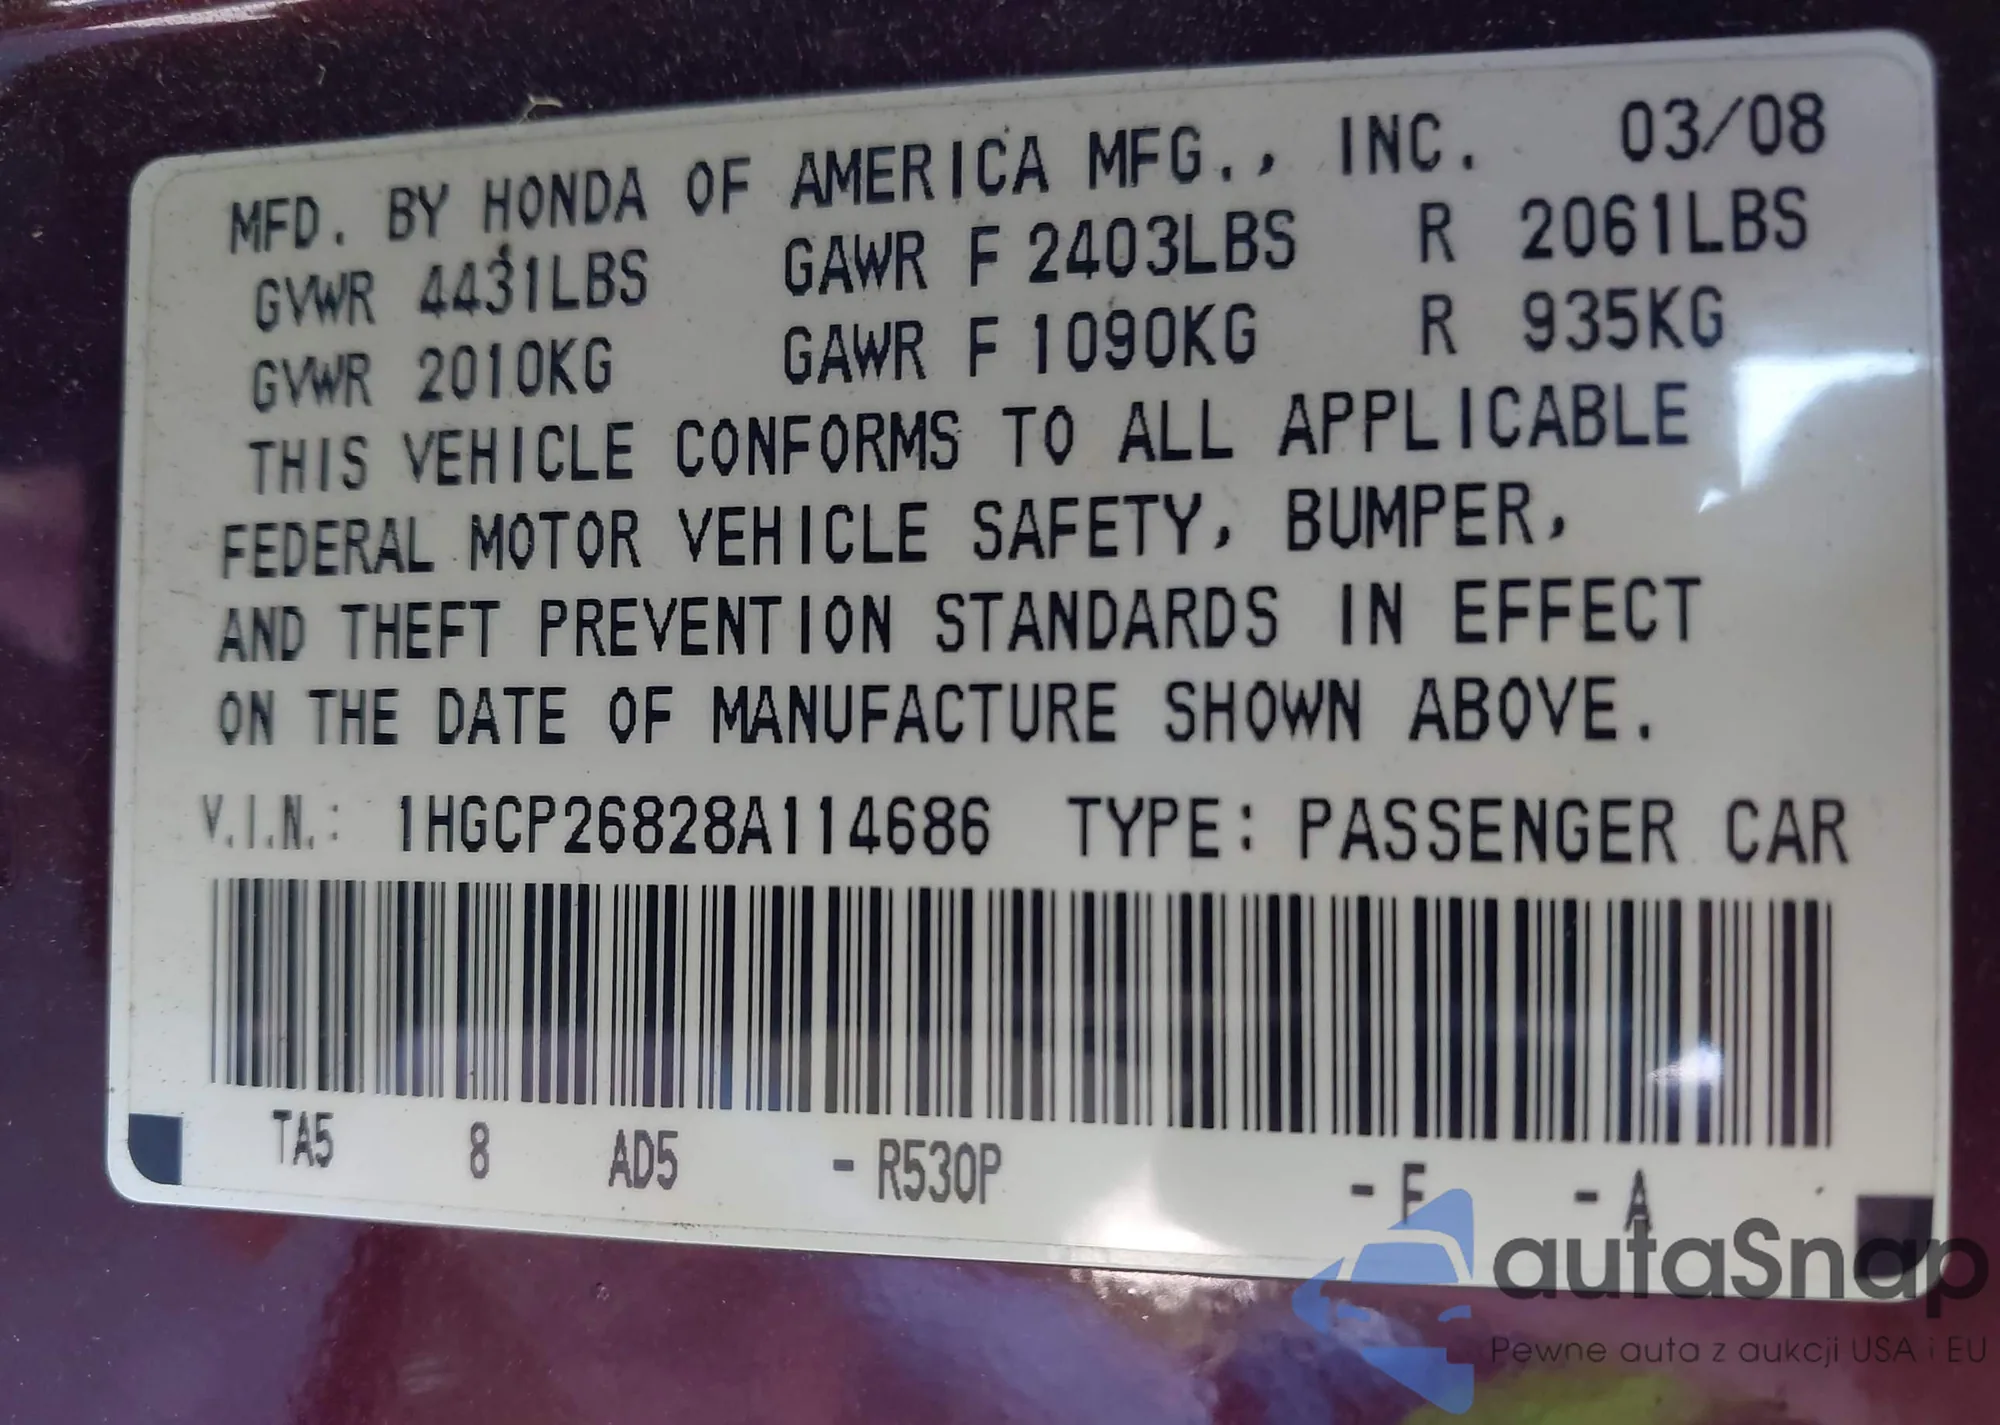 MFD. BY HONDA OF AMERICA MFG., INC. 03/08
GVWR 4431LBS GAWR F 2403LBS R 2061LBS
GVWR 2010KG GAWR F 1090KG R 935KG
THIS VEHICLE CONFORMS TO ALL APPLICABLE
FEDERAL MOTOR VEHICLE SAFETY, BUMPER,
AND THEFT PREVENTION STANDARDS IN EFFECT
ON THE DATE OF MANUFACTURE SHOWN ABOVE.
V.I.N.: 1HGCP26828A114686 TYPE: PASSENGER CAR
TA5 8 AD5 - R530P - F - A
autaSnap
Pewne auta z aukcji USA i EU